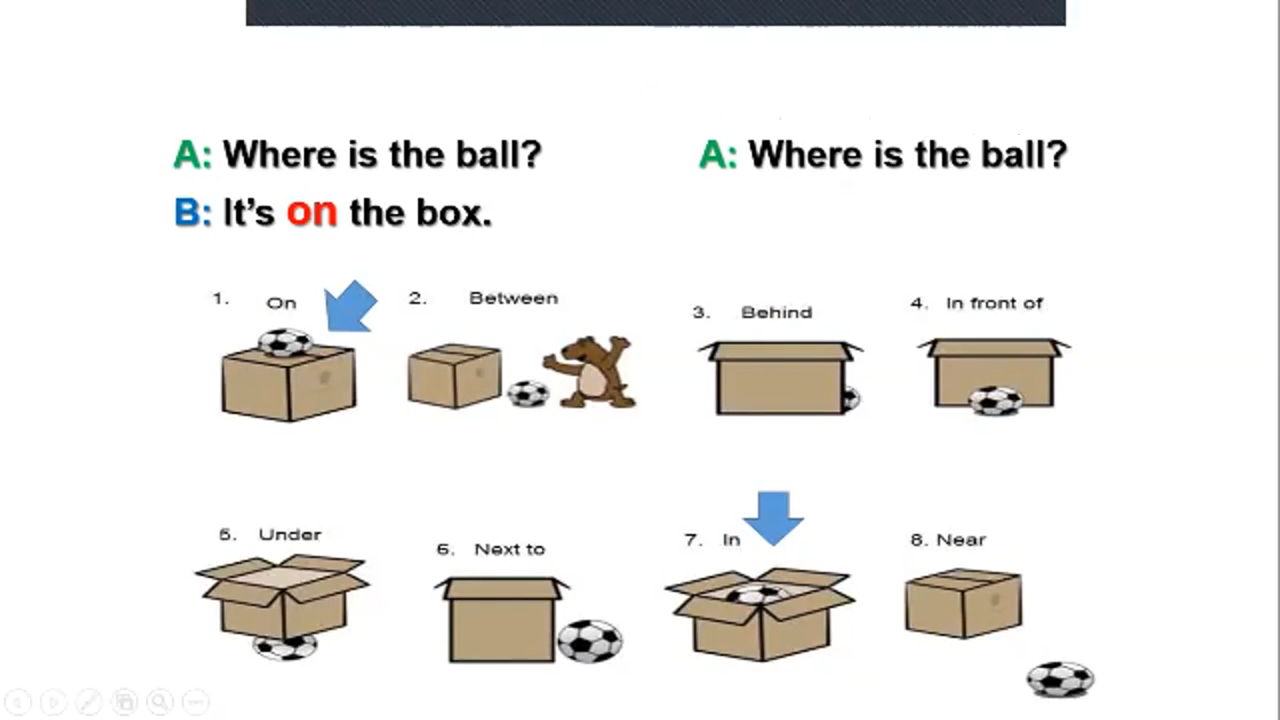 A: Where is the ball?
B: It's on the box.
A: Where is the ball?
1. On
2. Between
3. Behind
4. In front of
5. Under
6. Next to
7. In
8. Near